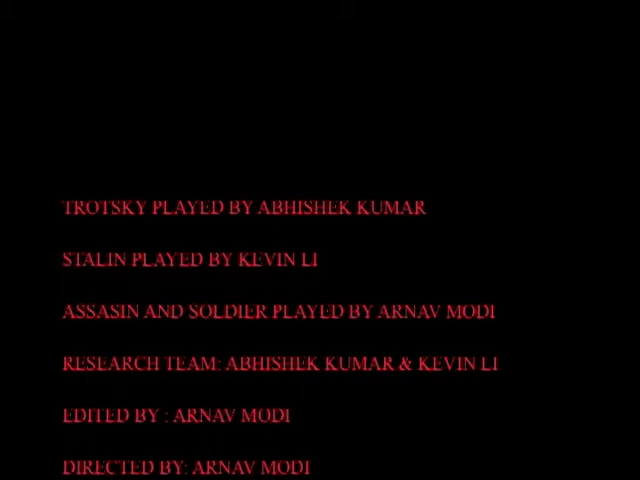 TROTSKY PLAYED BY ABHISHEK KUMAR
STALIN PLAYED BY KEVIN LI
ASSASIN AND SOLDIER PLAYED BY ARNAV MODI
RESEARCH TEAM: ABHISHEK KUMAR & KEVIN LI
EDITED BY : ARNAV MODI
DIRECTED BY: ARNAV MODI